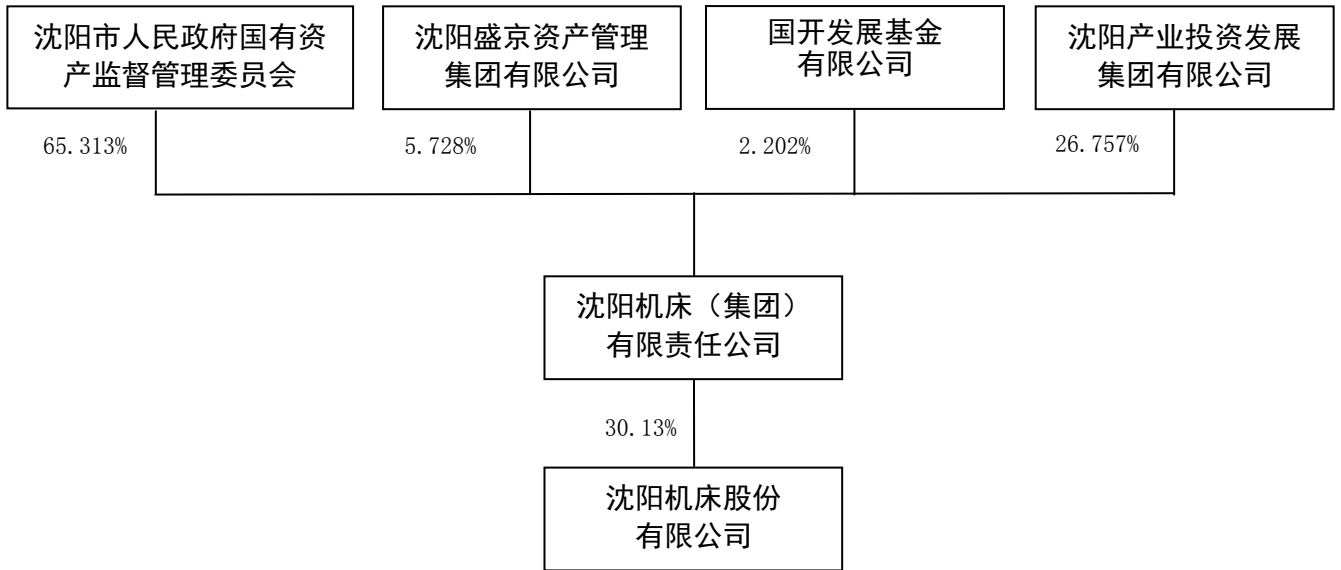 沈阳市人民政府国有资
产监督管理委员会
沈阳盛京资产管理
集团有限公司
国开发展基金
有限公司
沈阳产业投资发展
集团有限公司
65.313%
5.728%
2.202%
26.757%
沈阳机床（集团）
有限责任公司
30.13%
沈阳机床股份
有限公司